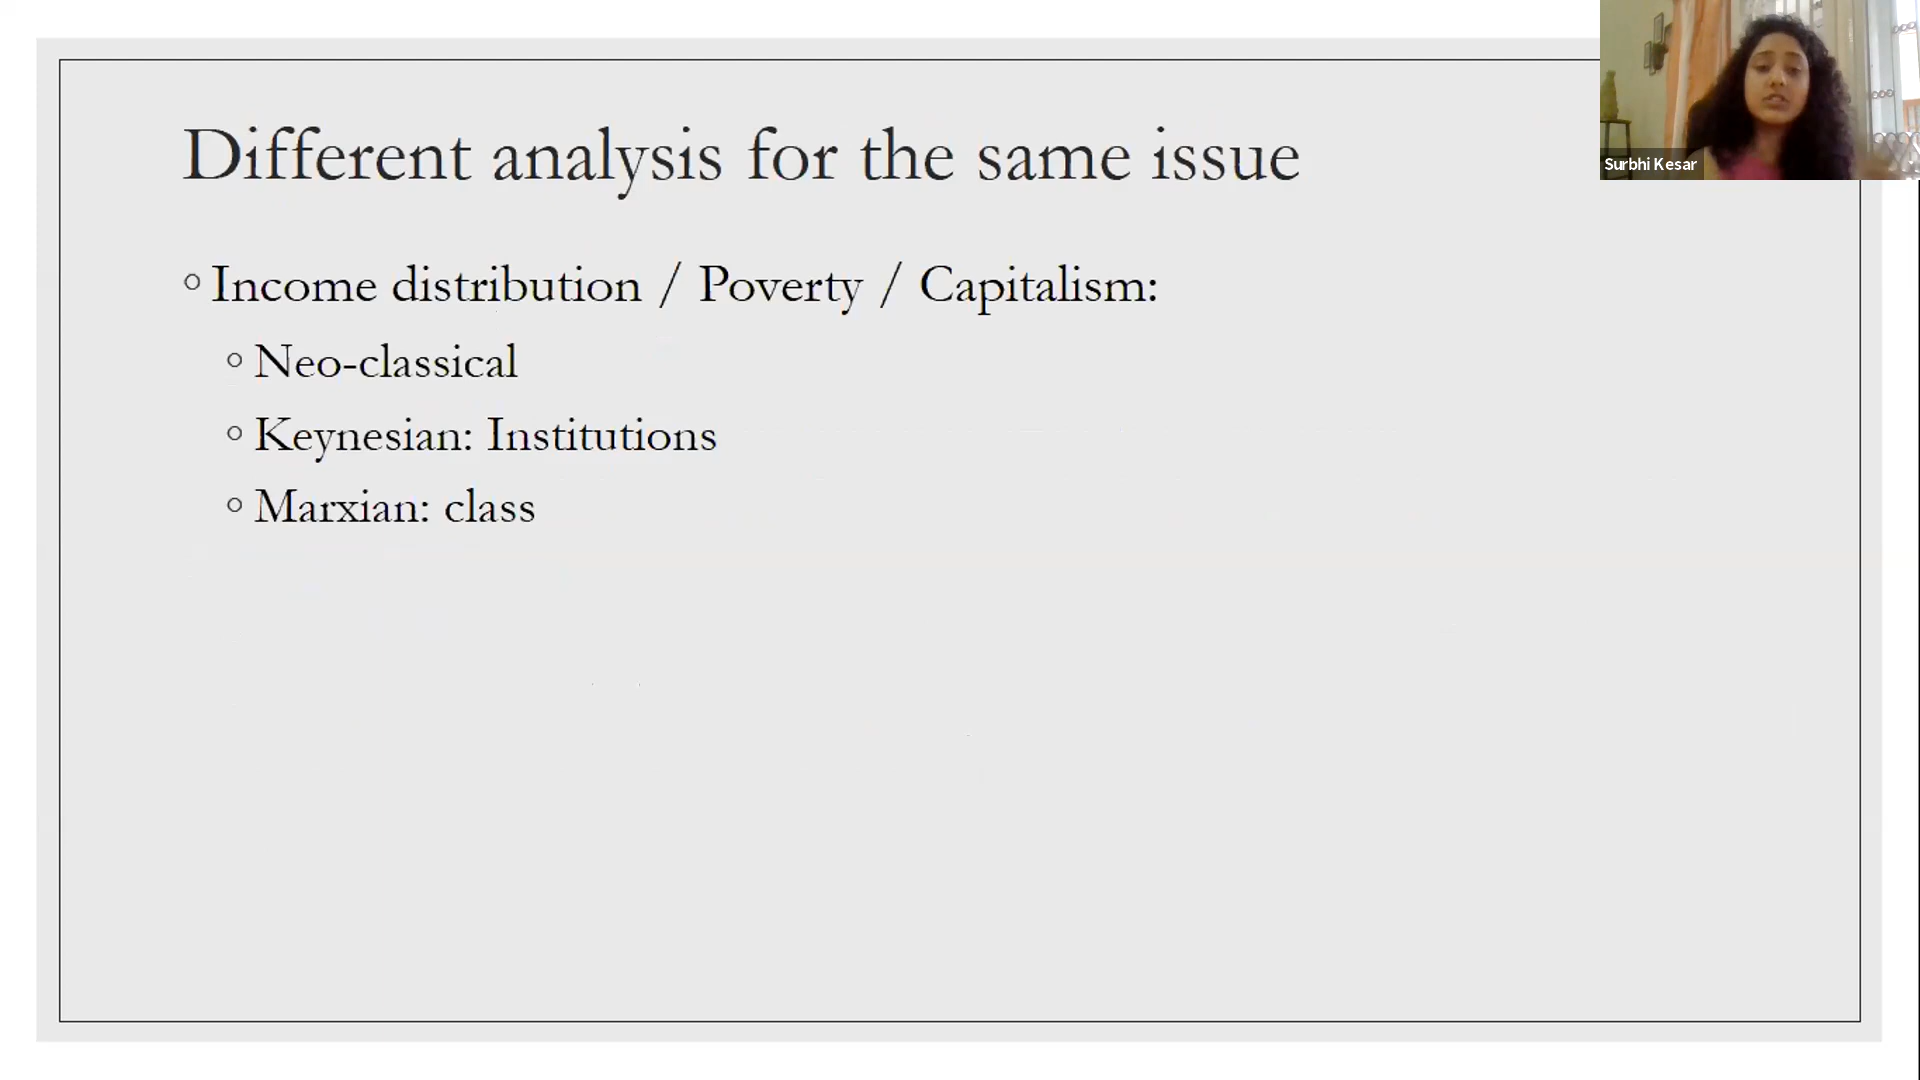 Different analysis for the same issue
Income distribution / Poverty / Capitalism:
Neo-classical
Keynesian: Institutions
Marxian: class
Surbhi Kesar